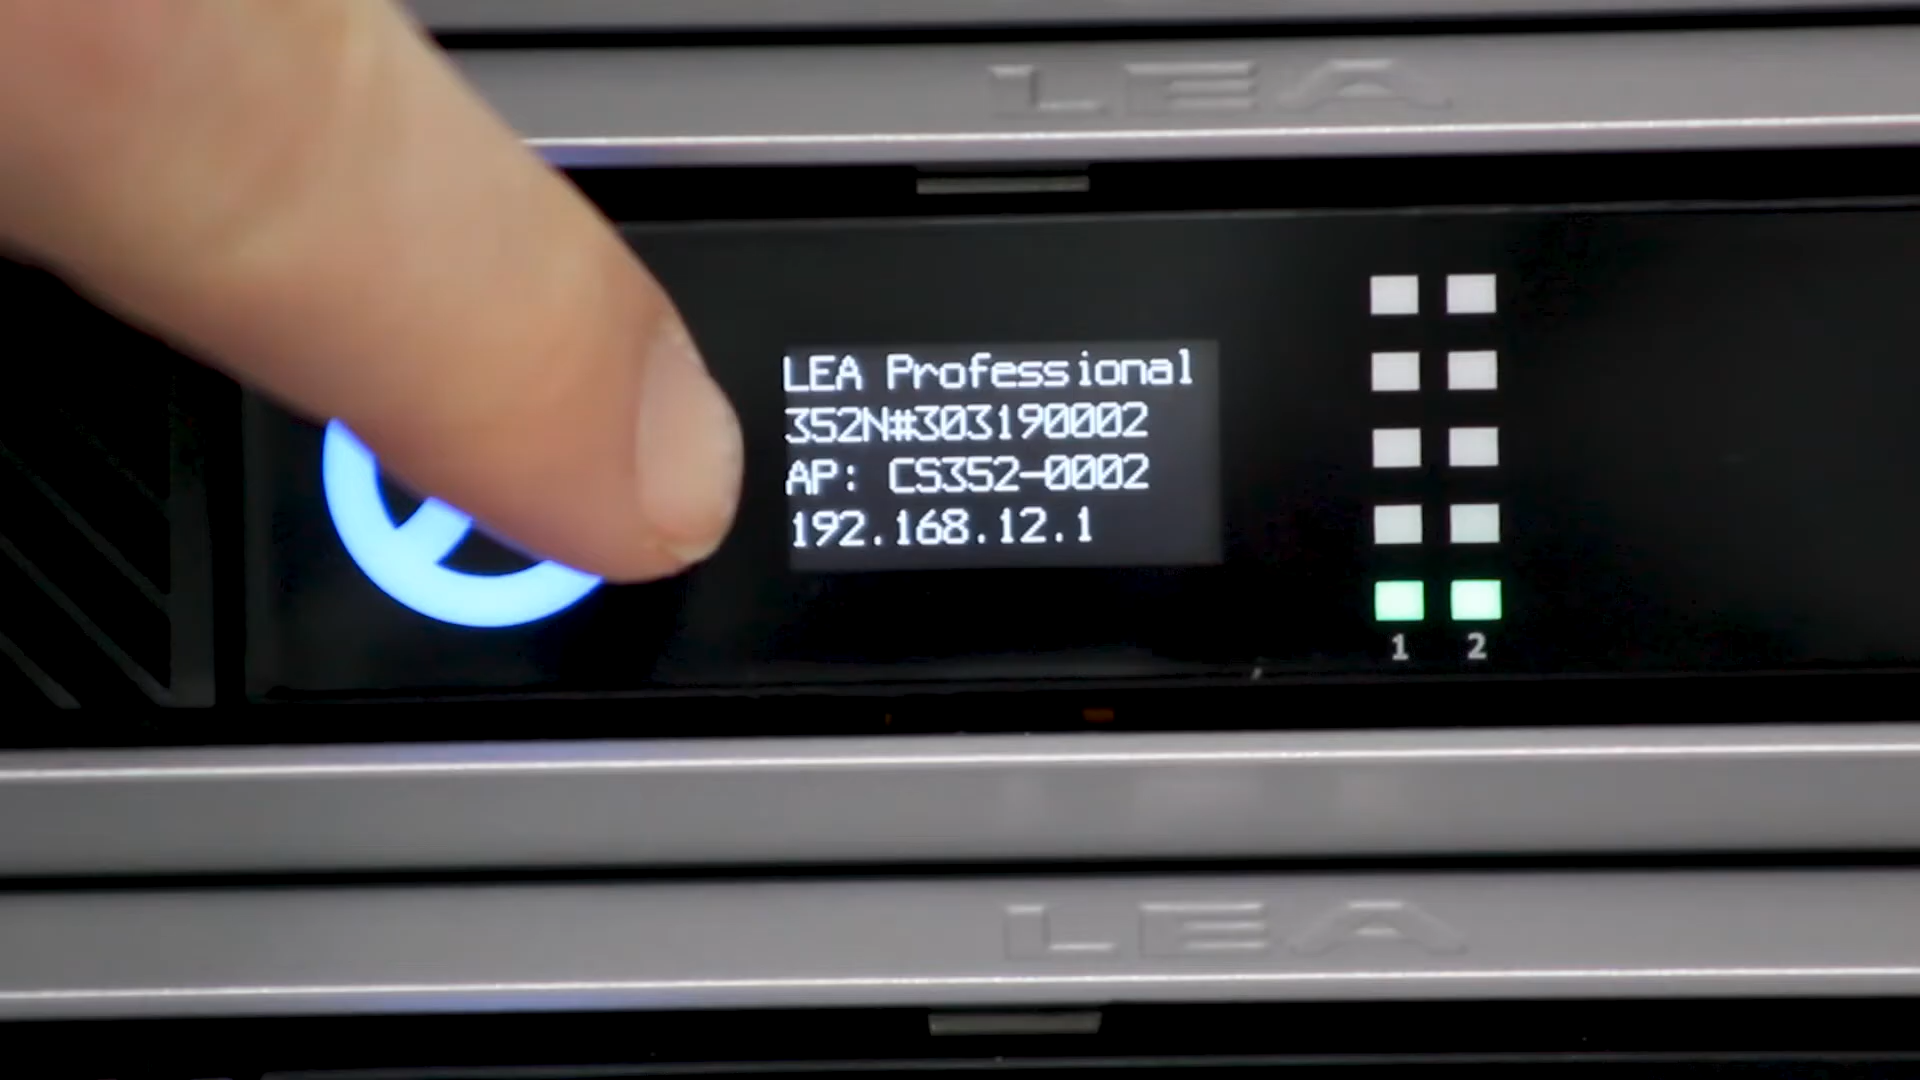 LEA
LEA Professional
352N#303190002
AP: CS352-0002
192.168.12.1
1 2
LEA